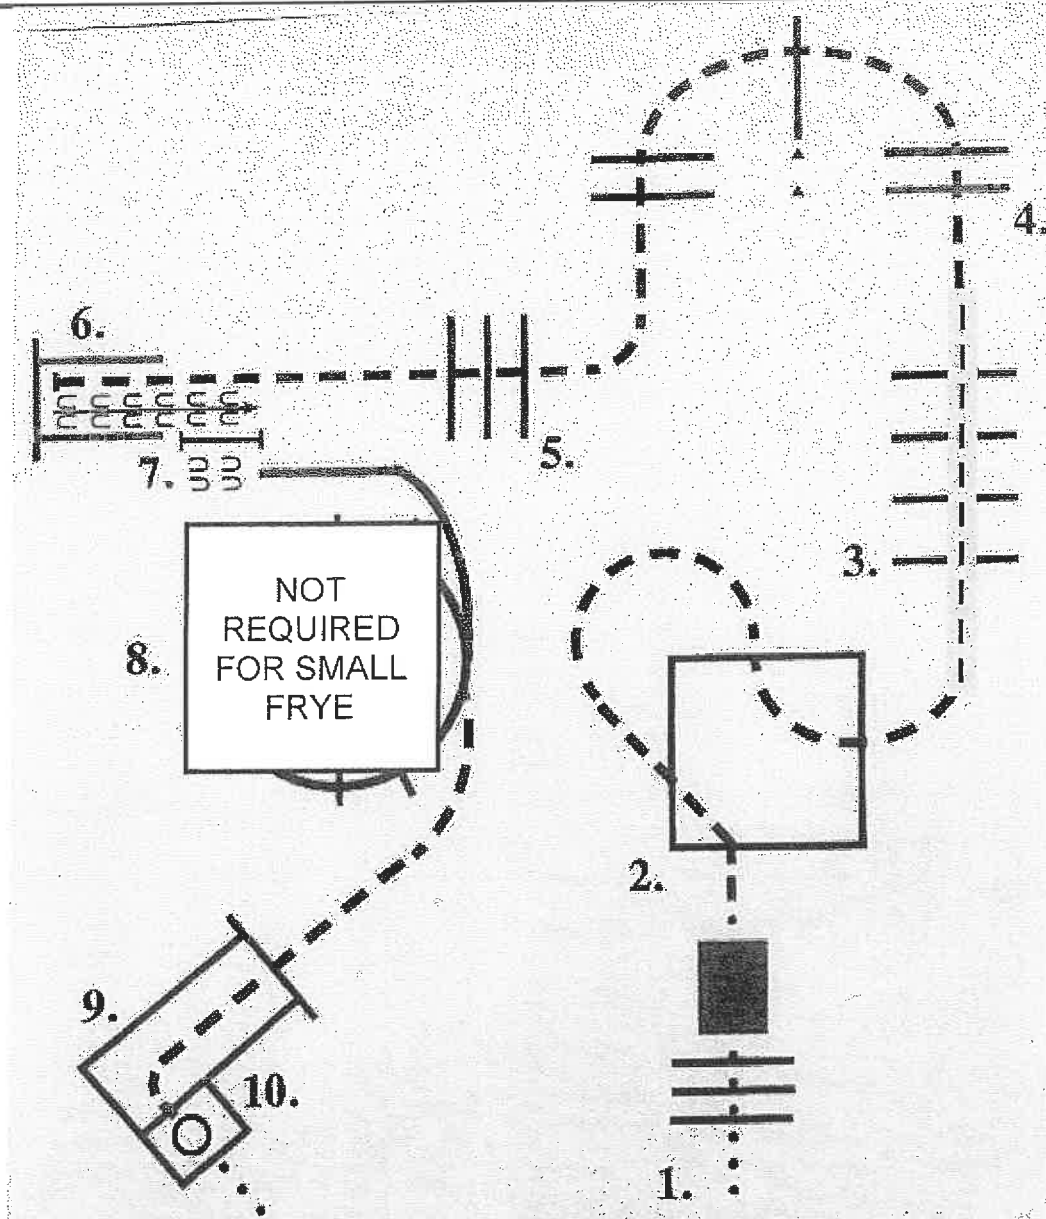 4.
6.
5.
7.
3.
NOT
REQUIRED
FOR SMALL
FRYE
8.
2.
9.
10.
1.